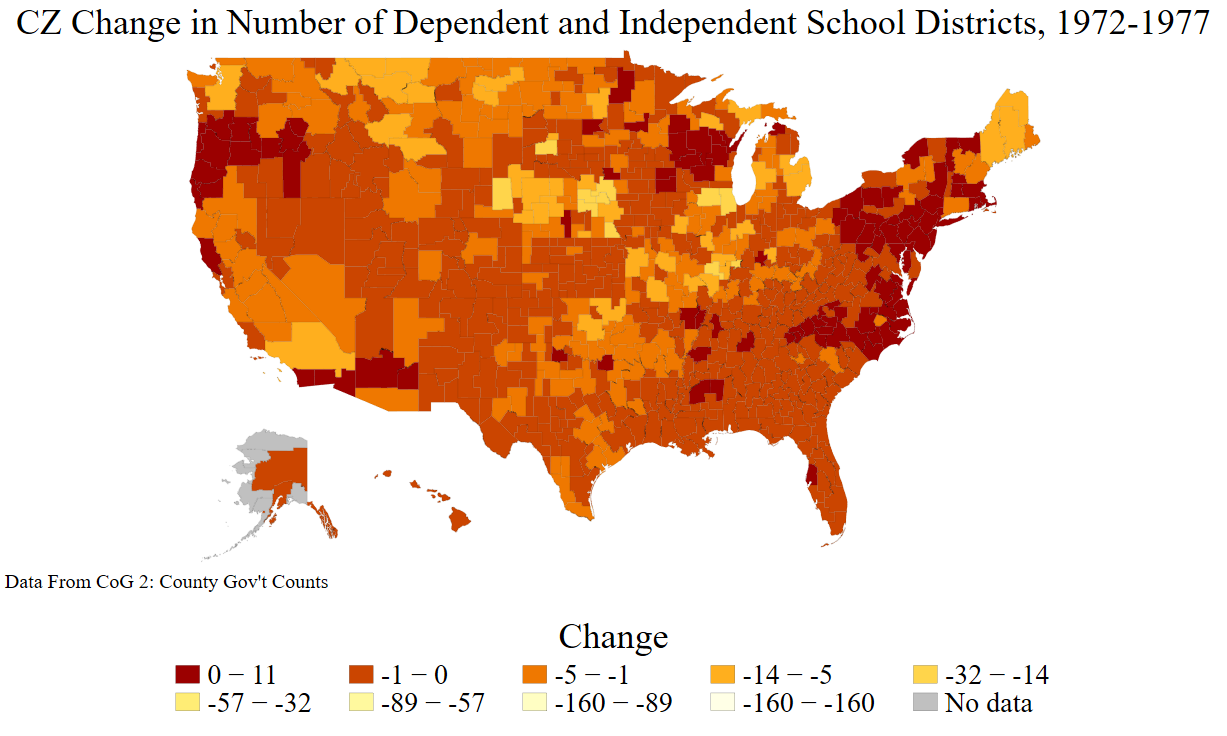 CZ Change in Number of Dependent and Independent School Districts, 1972-1977
Data From CoG 2: County Gov't Counts
Change
0 − 11 -1 − 0 -5 − -1 -14 − -5 -32 − -14
-57 − -32 -89 − -57 -160 − -89 -160 − -160 No data